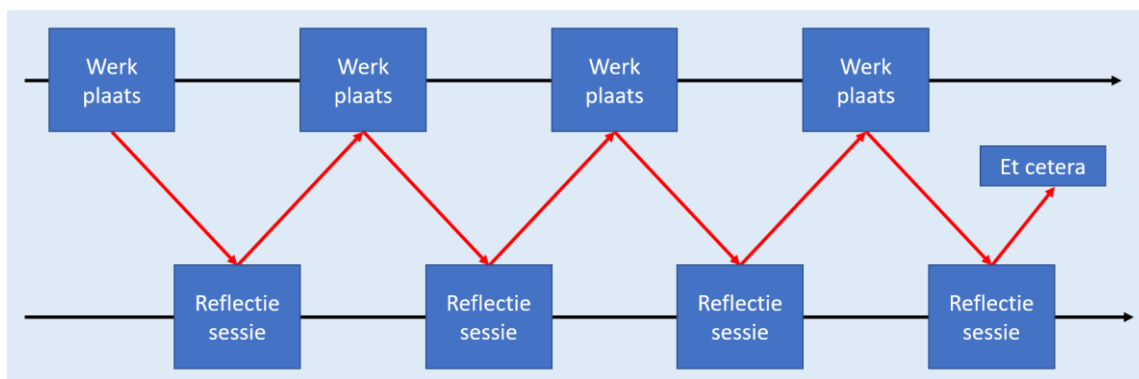 Werk
plaats
Werk
plaats
Werk
plaats
Werk
plaats
Et cetera
Reflectie
sessie
Reflectie
sessie
Reflectie
sessie
Reflectie
sessie